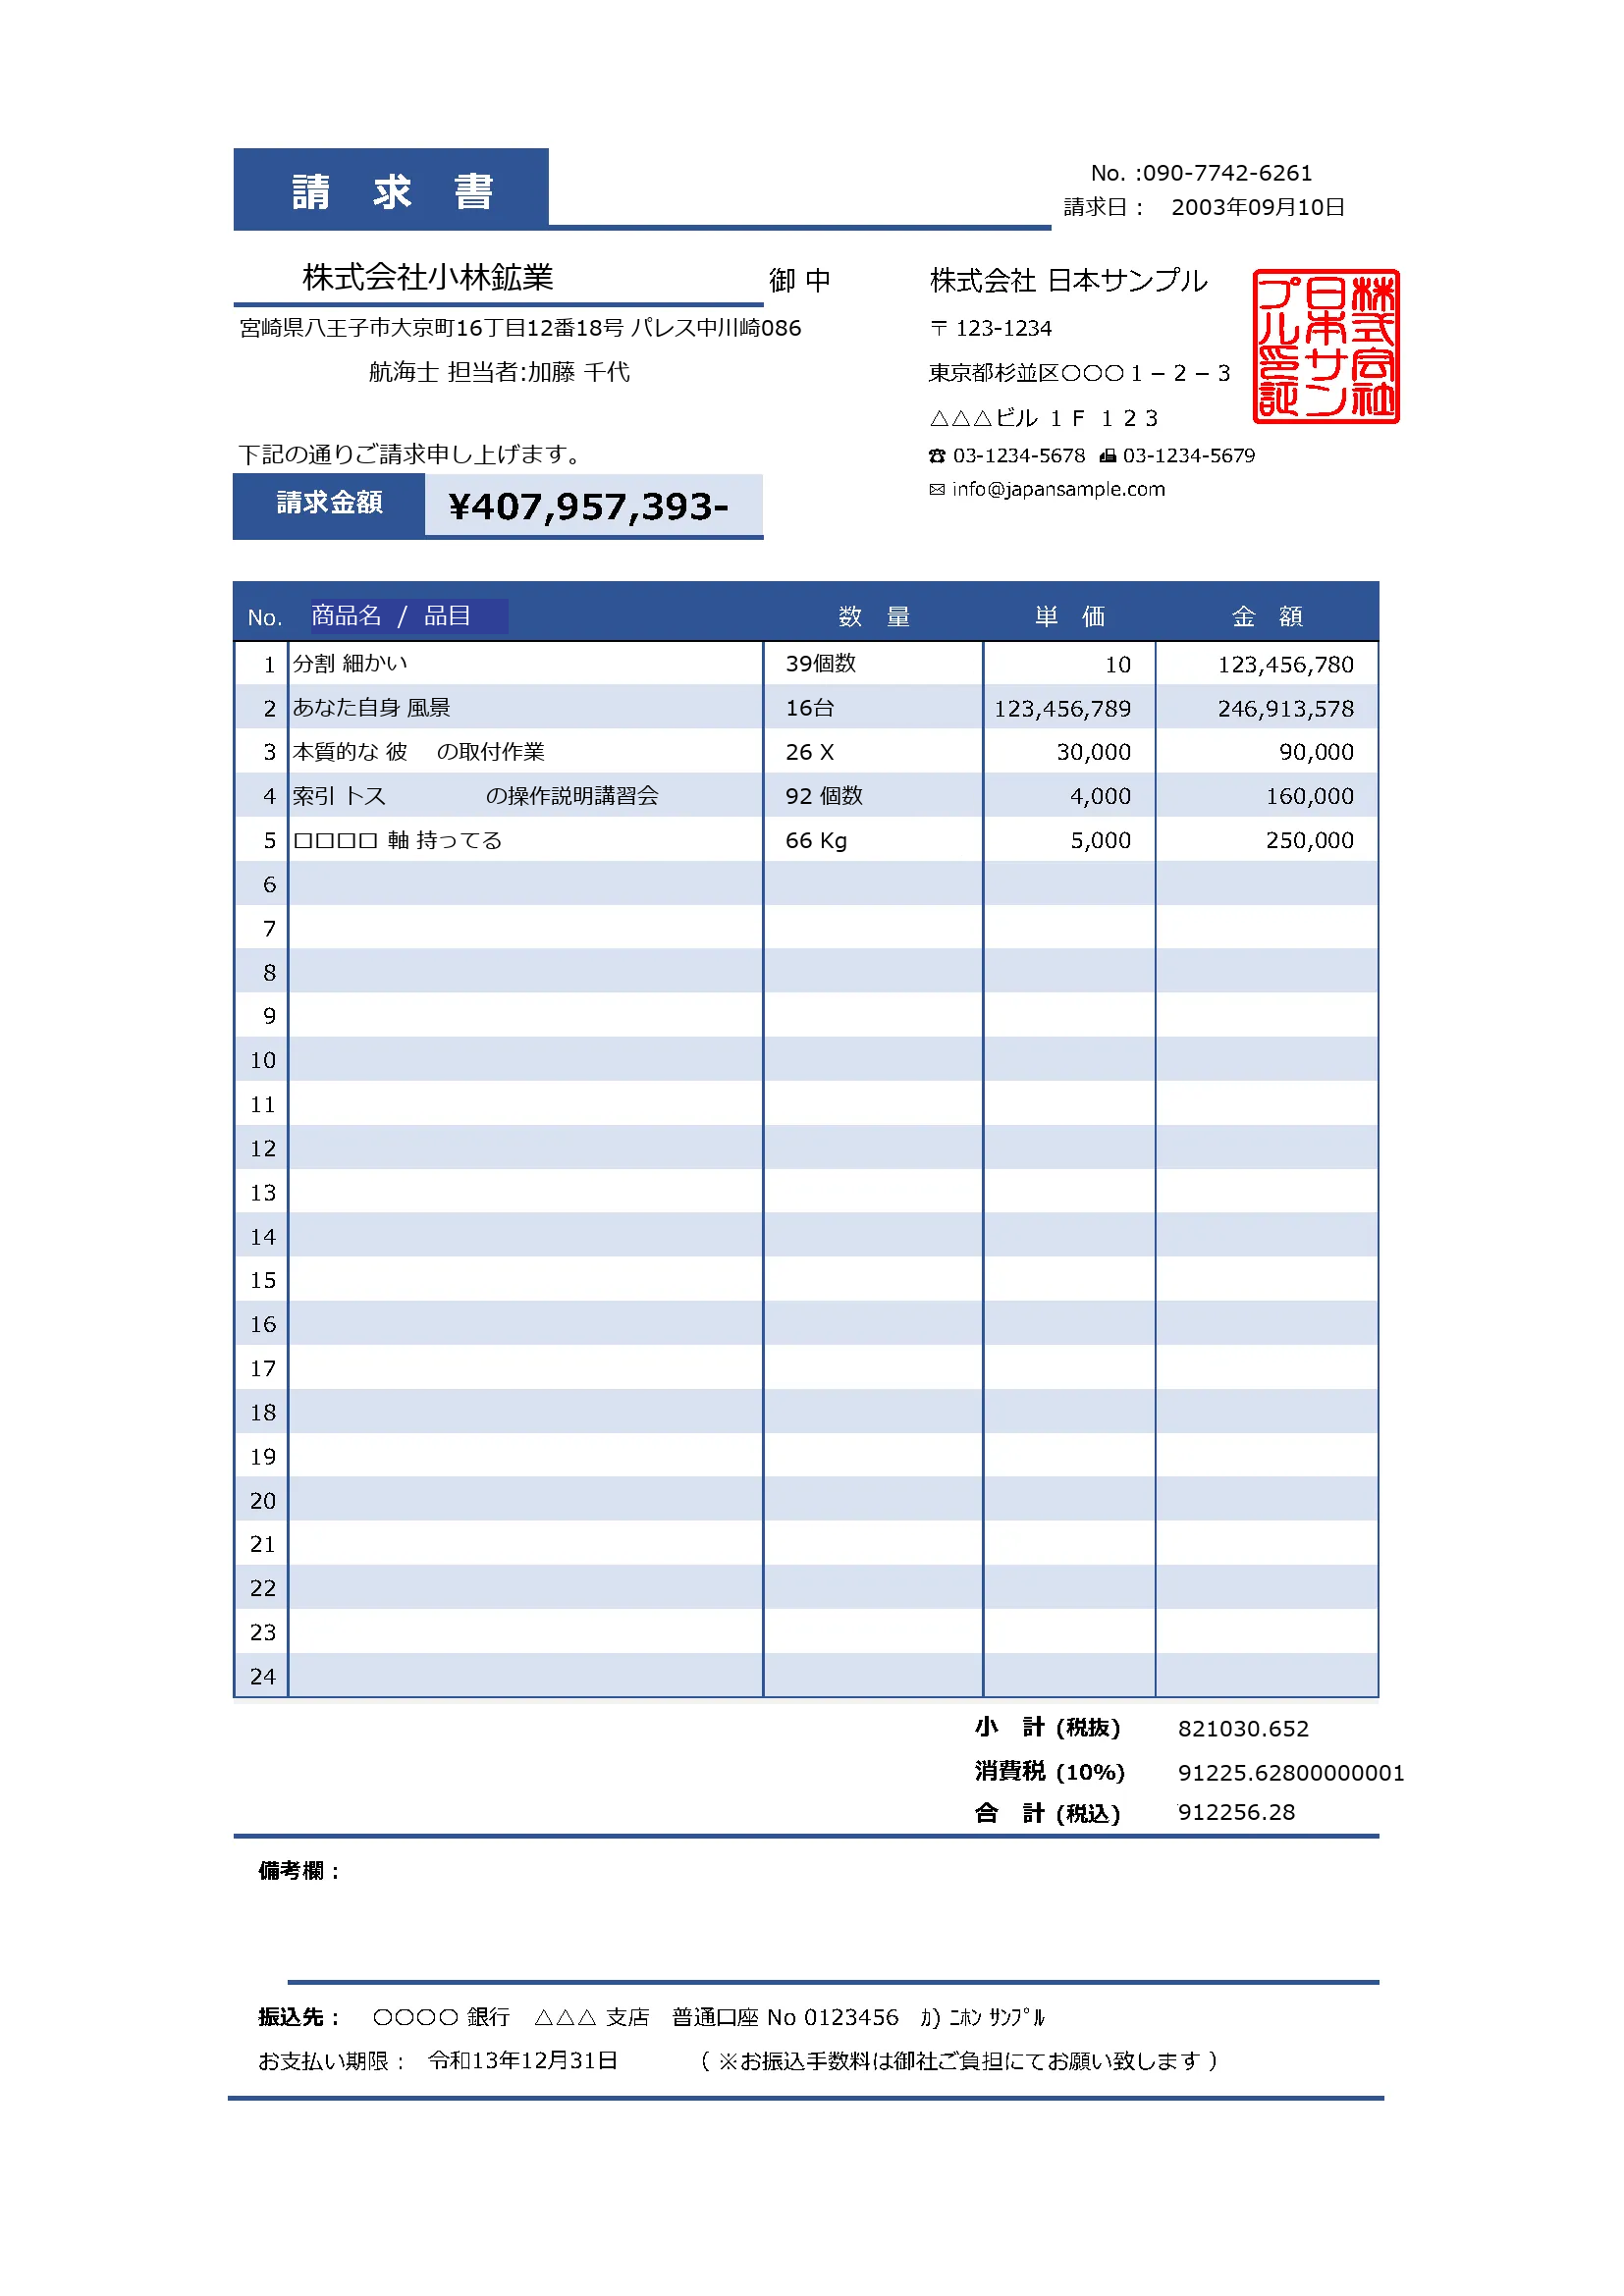 請 求 書
No. :090-7742-6261
請求日： 2003年09月10日
株式会社小林鉱業 御 中
宮崎県八王子市大京町16丁目12番18号 パレス中川崎086
航海士 担当者:加藤 千代
株式会社 日本サンプル
〒 123-1234
東京都杉並区〇〇〇１－２－３
△△△ビル １Ｆ １２３
☎ 03-1234-5678 📠 03-1234-5679
✉ info@japansample.com
株式会社日本サンプル印証
下記の通りご請求申し上げます。
請求金額 ¥407,957,393-
No. 商品名 / 品目 数 量 単 価 金 額
1 分割 細かい 39個数 10 123,456,780
2 あなた自身 風景 16台 123,456,789 246,913,578
3 本質的な 彼 の取付作業 26 X 30,000 90,000
4 索引 トス の操作説明講習会 92 個数 4,000 160,000
5 ロロロロ 軸 持ってる 66 Kg 5,000 250,000
6
7
8
9
10
11
12
13
14
15
16
17
18
19
20
21
22
23
24
小 計 (税抜) 821030.652
消費税 (10%) 91225.62800000001
合 計 (税込) 912256.28
備考欄：
振込先： 〇〇〇〇 銀行 △△△ 支店 普通口座 No 0123456 ｶ) ﾆﾎﾝ ｻﾝﾌﾟﾙ
お支払い期限： 令和13年12月31日 （ ※お振込手数料は御社ご負担にてお願い致します ）